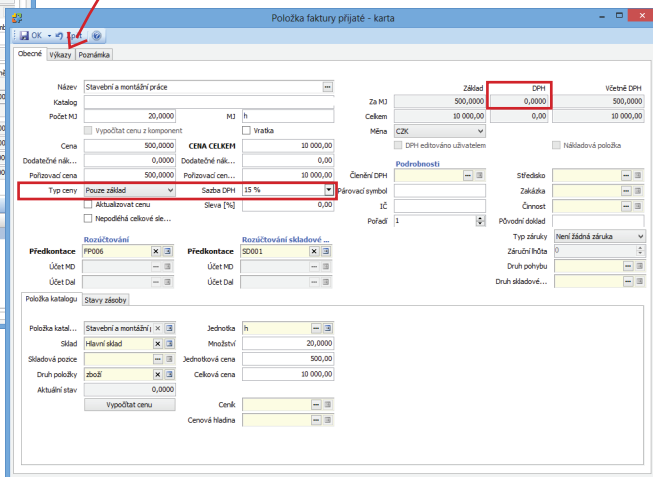 Položka faktury přijaté - karta
OK Zpět
Obecné Výkazy Poznámka
Název Stavební a montážní práce
Základ DPH Včetně DPH
Katalog Za MJ 500,0000 0,0000 500,0000
Počet MJ 20,0000 MJ h Celkem 10 000,00 0,00 10 000,00
Vypočítat cenu z komponent Vratka Měna CZK
Cena 500,0000 CENA CELKEM 10 000,00 DPH editováno uživatelem Nákladová položka
Dodatečné nák... 0,0000 Dodatečné nák... 0,00 Podrobnosti
Pořizovací cena 500,0000 Pořizovací cen... 10 000,00 Členění DPH Středisko
Typ ceny Pouze základ Sazba DPH 15 % Párovací symbol Zakázka
Aktualizovat cenu Sleva [%] 0,00 IČ Činnost
Nepodléhá celkové sle... Pořadí 1 Původní doklad
Rozúčtování Rozúčtování skladové ... Typ záruky Není žádná záruka
Předkontace FP006 Předkontace SD001 Záruční lhůta 0
Účet MD Účet MD Druh pohybu
Účet Dal Účet Dal Druh skladové...
Položka katalogu Stavy zásoby
Položka katal... Stavební a montážní Jednotka h
Sklad Hlavní sklad Množství 20,0000
Skladová pozice Jednotková cena 500,00
Druh položky zboží Celková cena 10 000,00
Aktuální stav 0,0000
Vypočítat cenu Ceník
Cenová hladina